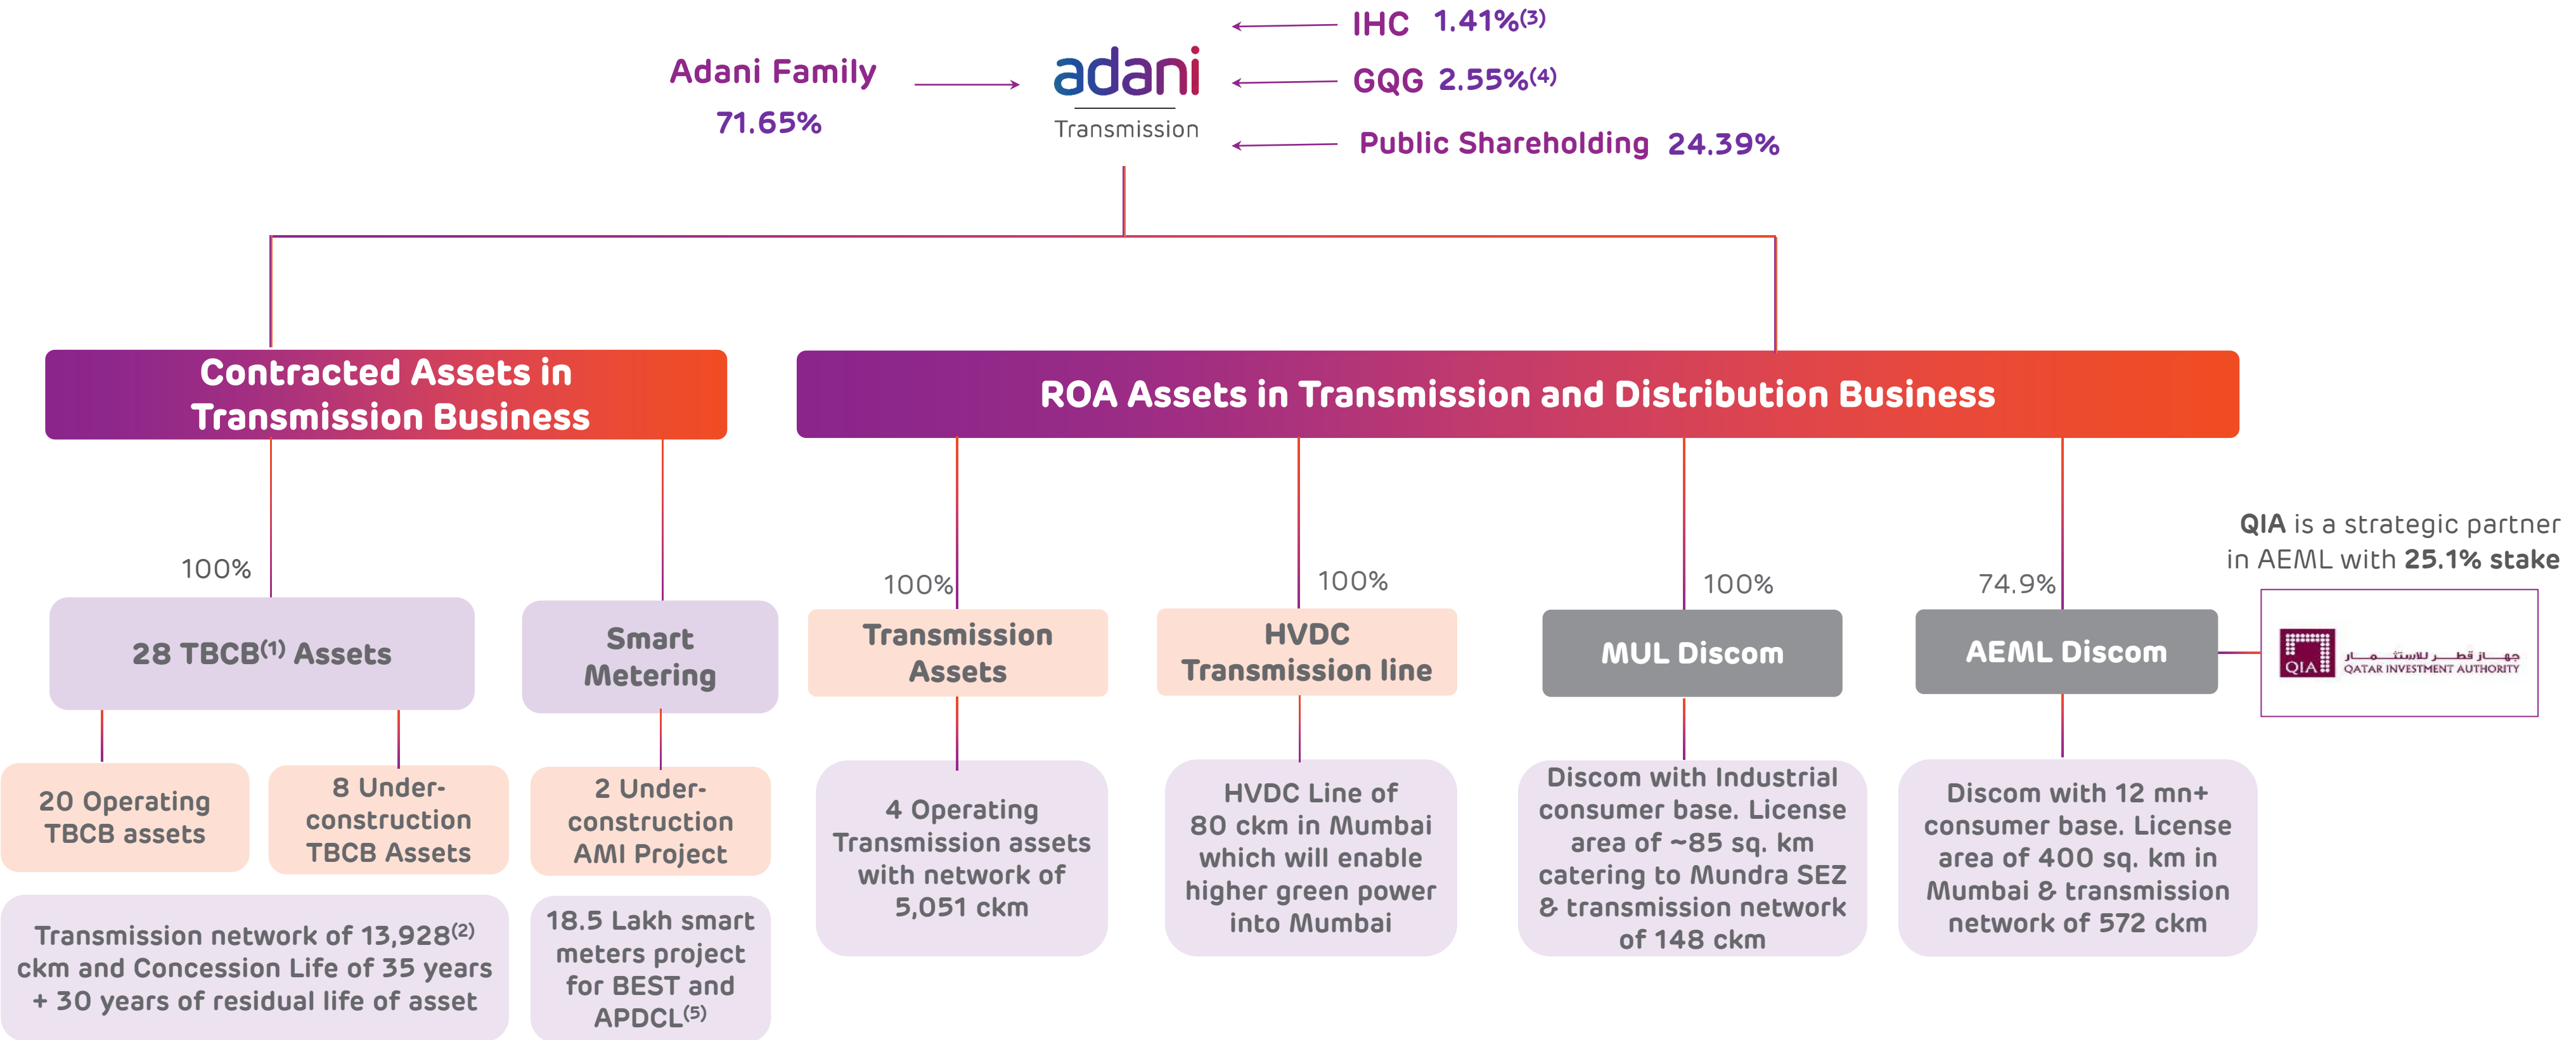 IHC 1.41%(3)
Adani Family
71.65%
adani
Transmission
GQG 2.55%(4)
Public Shareholding 24.39%
Contracted Assets in
Transmission Business
ROA Assets in Transmission and Distribution Business
100%
100%
100%
100%
74.9%
QIA is a strategic partner
in AEML with 25.1% stake
28 TBCB(1) Assets
Smart
Metering
Transmission
Assets
HVDC
Transmission line
MUL Discom
AEML Discom
QIA
جهاز قطر للاستثمار
QATAR INVESTMENT AUTHORITY
20 Operating
TBCB assets
8 Under-
construction
TBCB Assets
2 Under-
construction
AMI Project
Transmission network of 13,928(2)
ckm and Concession Life of 35 years
+ 30 years of residual life of asset
18.5 Lakh smart
meters project
for BEST and
APDCL(5)
4 Operating
Transmission assets
with network of
5,051 ckm
HVDC Line of
80 ckm in Mumbai
which will enable
higher green power
into Mumbai
Discom with Industrial
consumer base. License
area of ~85 sq. km
catering to Mundra SEZ
& transmission network
of 148 ckm
Discom with 12 mn+
consumer base. License
area of 400 sq. km in
Mumbai & transmission
network of 572 ckm